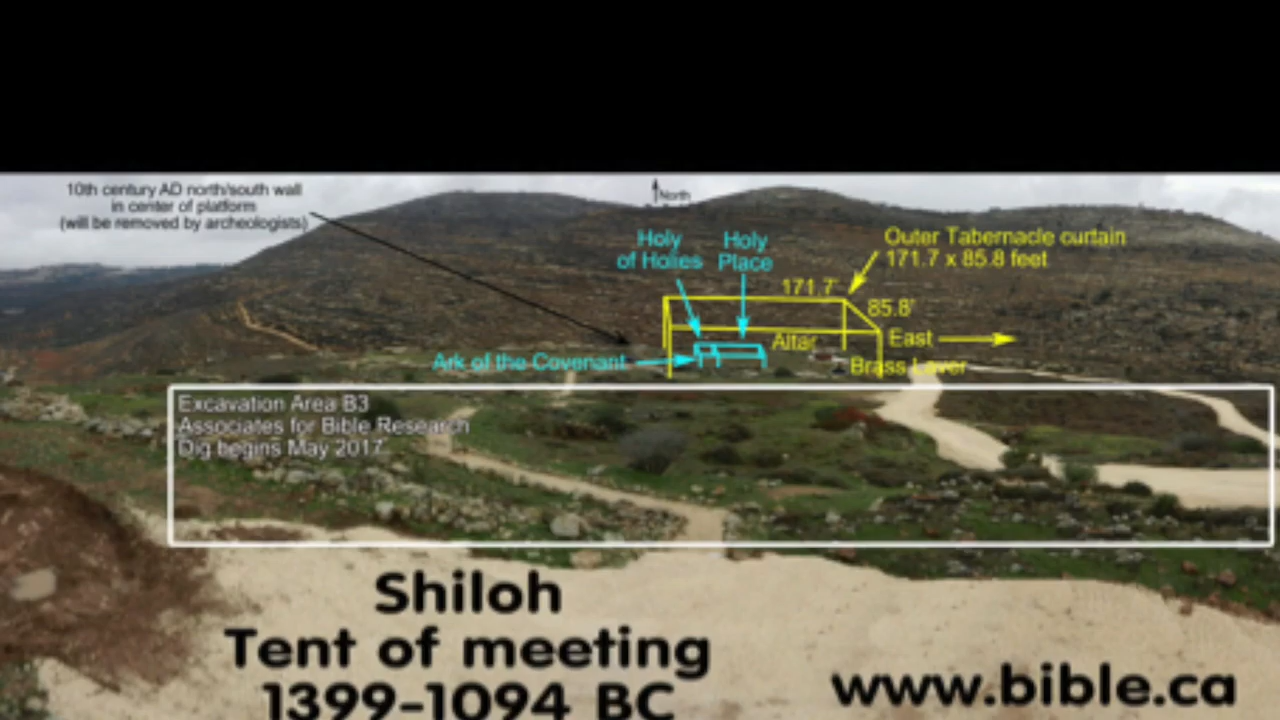 10th century AD north/south wall
in center of platform
(will be removed by archeologists)
North
Holy
of Holies
Holy
Place
Outer Tabernacle curtain
171.7 x 85.8 feet
171.7'
85.8'
Altar
East
Ark of the Covenant
Brass Laver
Excavation Area B3
Associates for Bible Research
Dig begins May 2017
Shiloh
Tent of meeting
1399-1094 BC
www.bible.ca